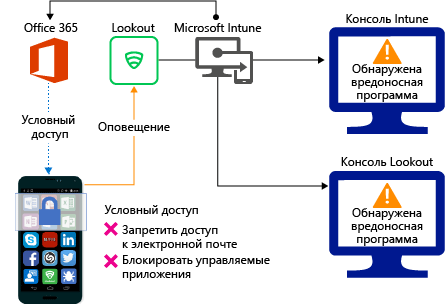 Office 365
Lookout
Microsoft Intune
Консоль Intune
Обнаружена
вредоносная
программа
Условный
доступ
Оповещение
Консоль Lookout
Обнаружена
вредоносная
программа
Условный доступ
Запретить доступ
к электронной почте
Блокировать управляемые
приложения